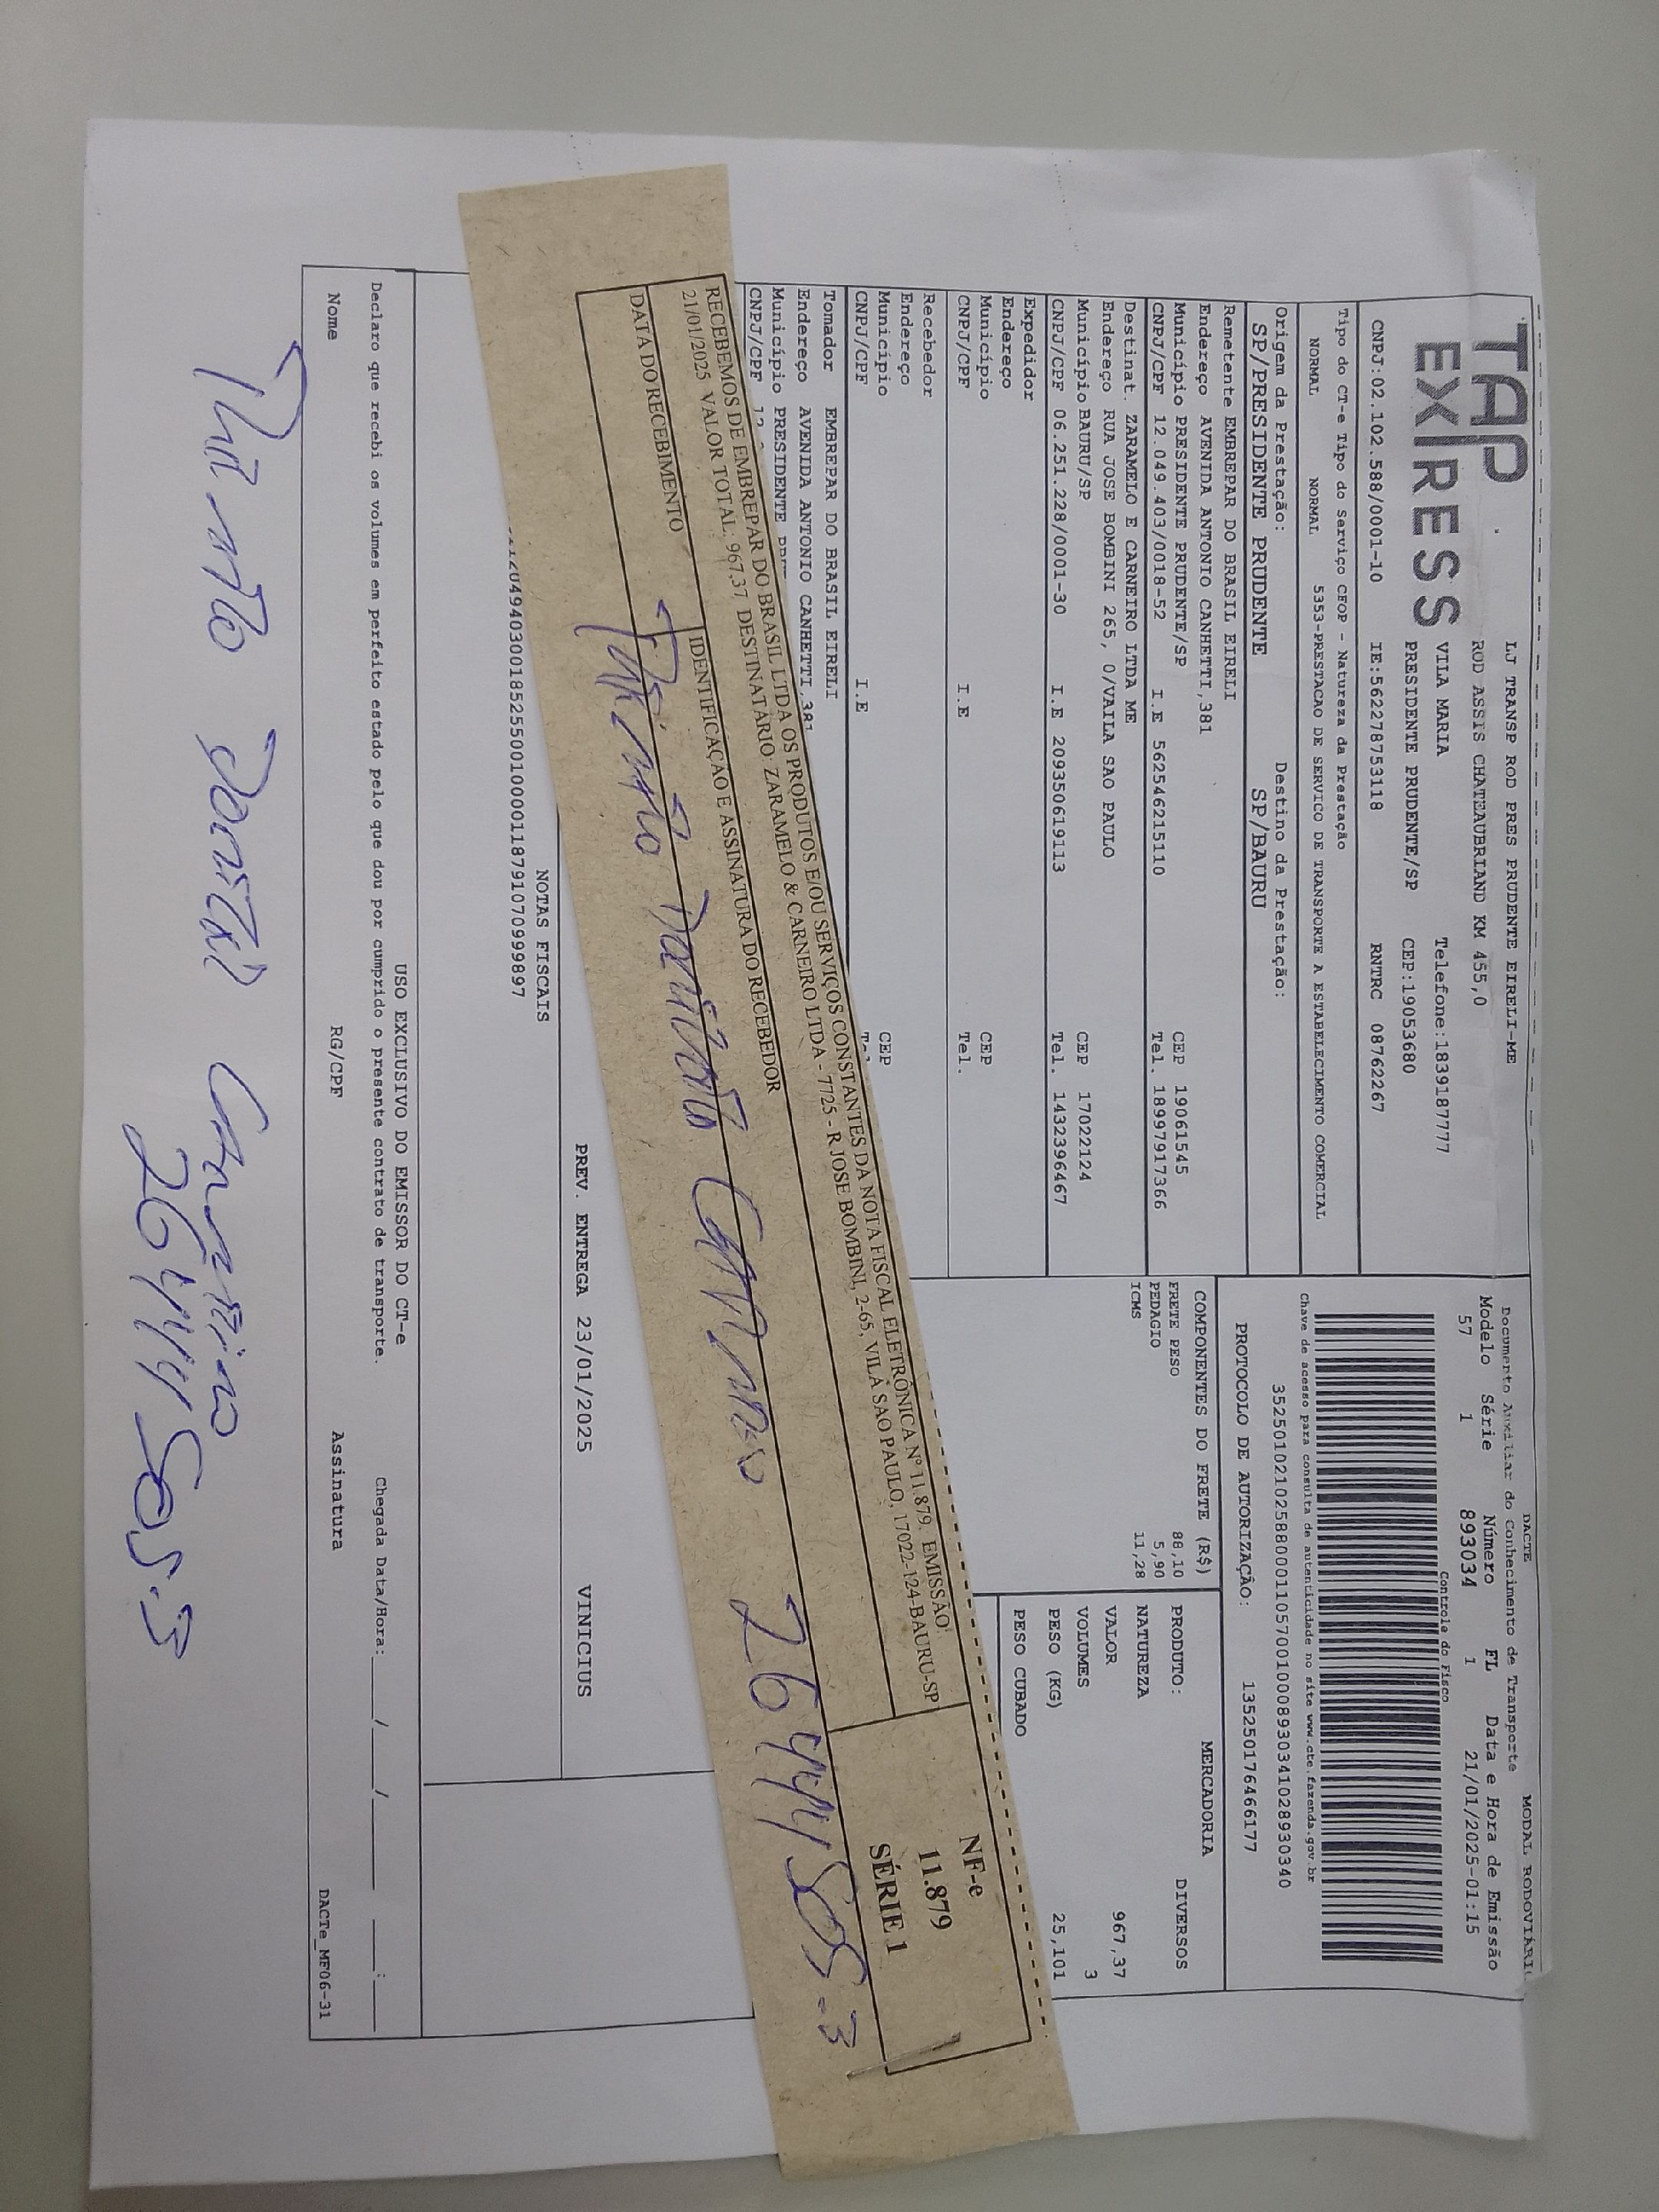 TAP EXPRESS
LJ TRANSP ROD PRES PRUDENTE EIRELI-ME
ROD ASSIS CHATEAUBRIAND KM 455,0
VILA MARIA Telefone:1839187777
PRESIDENTE PRUDENTE/SP CEP:19053680
CNPJ:02.102.588/0001-10 IE:562278753118 RNTRC 08762267
Tipo do CT-e Tipo do Serviço CFOP - Natureza da Prestação
NORMAL NORMAL 5353-PRESTACAO DE SERVICO DE TRANSPORTE A ESTABELECIMENTO COMERCIAL
Origem da Prestação: Destino da Prestação:
SP/PRESIDENTE PRUDENTE SP/BAURU
Remetente EMBREPAR DO BRASIL EIRELI
Endereço AVENIDA ANTONIO CANHETTI,381
Município PRESIDENTE PRUDENTE/SP CEP 19061545
CNPJ/CPF 12.049.403/0018-52 I.E 562546215110 Tel. 18997917366
Destinat. ZARAMELO E CARNEIRO LTDA ME
Endereço RUA JOSE BOMBINI 265, 0/VAILA SAO PAULO
Município BAURU/SP CEP 17022124
CNPJ/CPF 06.251.228/0001-30 I.E 209350619113 Tel. 1432396467
Expedidor
Endereço
Município CEP
CNPJ/CPF I.E Tel.
Recebedor
Endereço
Município CEP
CNPJ/CPF I.E Tel
Tomador EMBREPAR DO BRASIL EIRELI
Endereço AVENIDA ANTONIO CANHETTI,381
Município PRESIDENTE
CNPJ/CPF
DACTE MODAL RODOVIÁRI
Documento Auxiliar do Conhecimento de Transporte
Modelo Série Número FL Data e Hora de Emissão
57 1 893034 1 21/01/2025-01:15
Controle do Fisco
Chave de acesso para consulta de autenticidade no site www.cte.fazenda.gov.br
35250102102588000110570010008930341028930340
PROTOCOLO DE AUTORIZAÇÃO: 135250176466177
COMPONENTES DO FRETE (R$)
FRETE PESO 88,10
PEDAGIO 5,90
ICMS 11,28
MERCADORIA
PRODUTO: DIVERSOS
NATUREZA
VALOR 967,37
VOLUMES 3
PESO (KG) 25,101
PESO CUBADO
RECEBEMOS DE EMBREPAR DO BRASIL LTDA OS PRODUTOS E/OU SERVIÇOS CONSTANTES DA NOTA FISCAL ELETRÔNICA Nº 11.879. EMISSÃO:
21/01/2025 VALOR TOTAL: 967,37 DESTINATÁRIO: ZARAMELO & CARNEIRO LTDA - 7725 - R JOSE BOMBINI, 2-65, VILA SAO PAULO, 17022-124-BAURU-SP
DATA DO RECEBIMENTO
IDENTIFICAÇÃO E ASSINATURA DO RECEBEDOR
NF-e
11.879
SÉRIE 1
PREV. ENTREGA 23/01/2025 VINICIUS
NOTAS FISCAIS
0494030018525500100001187910709998​97
USO EXCLUSIVO DO EMISSOR DO CT-e
Declaro que recebi os volumes em perfeito estado pelo que dou por cumprido o presente contrato de transporte. Chegada Data/Hora:____/____/____ ____:____
Nome RG/CPF Assinatura
DACTe_MF06-31